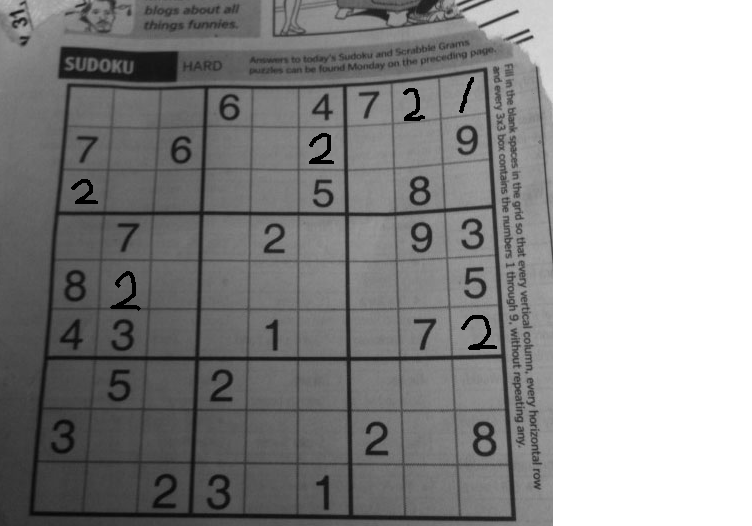 31,
blogs about all
things funnies.
SUDOKU HARD Answers to today's Sudoku and Scrabble Grams
puzzles can be found Monday on the preceding page.
6 4 7 2 1
7 6 2 9
2 5 8
7 2 9 3
8 2 5
4 3 1 7 2
5 2
3 2 8
2 3 1
Fill in the blank spaces in the grid so that every vertical column, every horizontal row
and every 3x3 box contains the numbers 1 through 9, without repeating any.